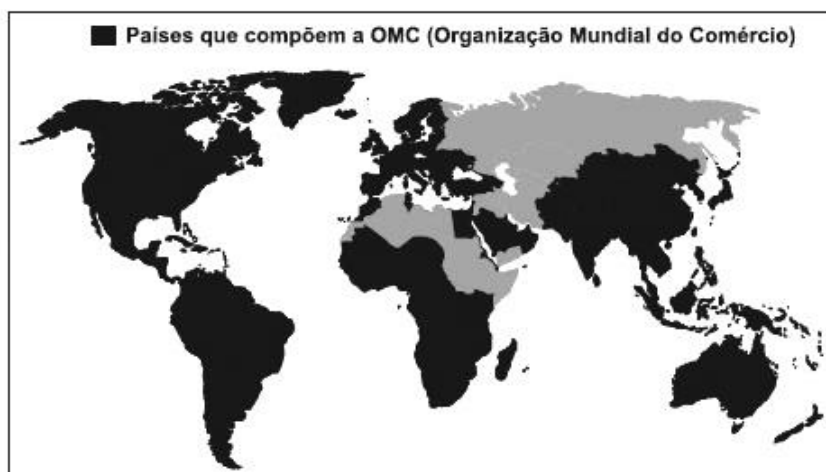 Países que compõem a OMC (Organização Mundial do Comércio)